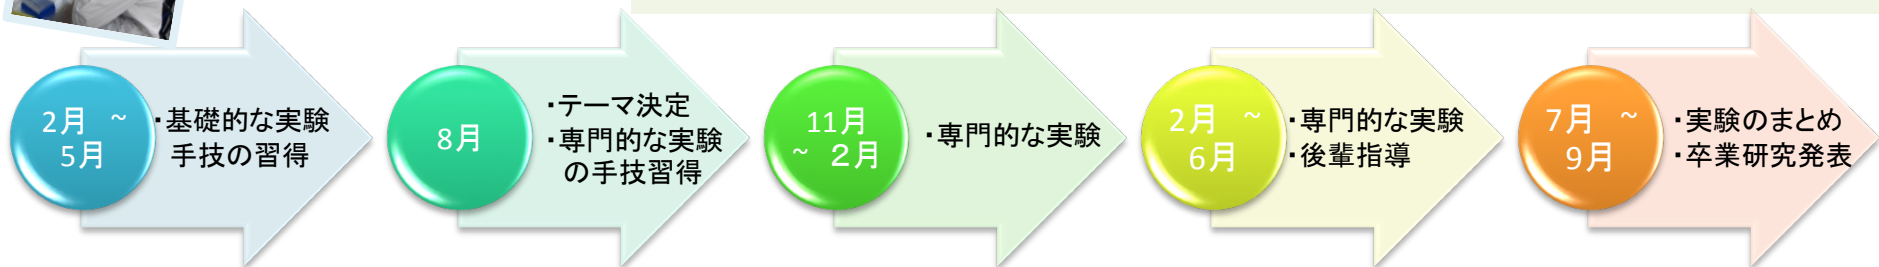 2月 ~
5月
・基礎的な実験
手技の習得
8月
・テーマ決定
・専門的な実験
の手技習得
11月
~ 2月
・専門的な実験
2月 ~
6月
・専門的な実験
・後輩指導
7月 ~
9月
・実験のまとめ
・卒業研究発表